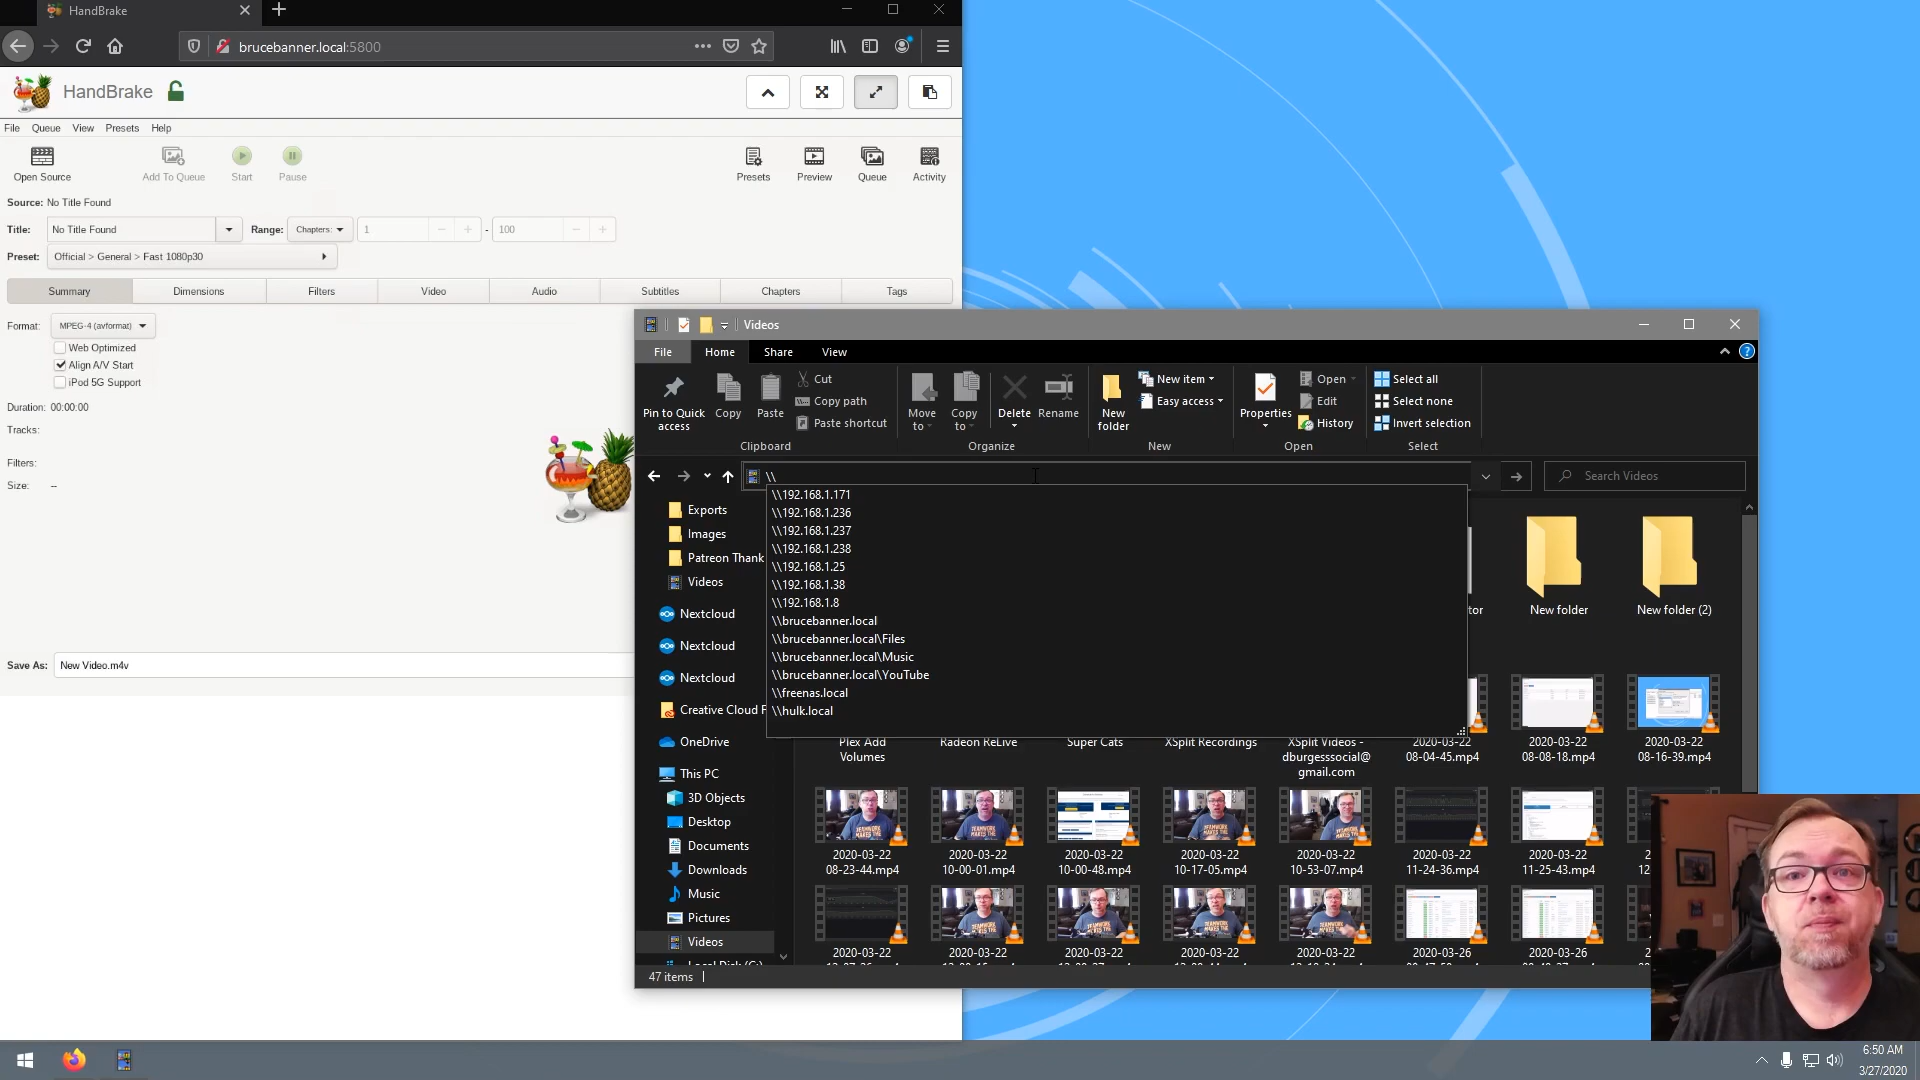 HandBrake
brucebanner.local:5800
HandBrake
File Queue View Presets Help
Open Source Add To Queue Start Pause Presets Preview Queue Activity
Source: No Title Found
Title: No Title Found Range: Chapters: 1 - 100
Preset: Official > General > Fast 1080p30
Summary Dimensions Filters Video Audio Subtitles Chapters Tags
Format: MPEG-4 (avformat)
Web Optimized
Align A/V Start
iPod 5G Support
Duration: 00:00:00
Tracks:
Filters:
Size: --
Save As: New Video.m4v
Videos
File Home Share View
Pin to Quick access
Copy
Paste
Cut
Copy path
Paste shortcut
Clipboard
Move to
Copy to
Delete
Rename
Organize
New folder
New item
Easy access
New
Properties
Open
Edit
History
Open
Select all
Select none
Invert selection
Select
\\
Search Videos
\\192.168.1.171
\\192.168.1.236
\\192.168.1.237
\\192.168.1.238
\\192.168.1.25
\\192.168.1.38
\\192.168.1.8
\\brucebanner.local
\\brucebanner.local\Files
\\brucebanner.local\Music
\\brucebanner.local\YouTube
\\freenas.local
\\hulk.local
Exports
Images
Patreon Thank
Videos
Nextcloud
Nextcloud
Nextcloud
Creative Cloud F
OneDrive
This PC
3D Objects
Desktop
Documents
Downloads
Music
Pictures
Videos
Local Disk (C:)
tor
New folder
New folder (2)
Plex Add Volumes
Radeon ReLive
Super Cats
XSplit Recordings
XSplit Videos - dburgesssocial@gmail.com
2020-03-22 08-04-45.mp4
2020-03-22 08-08-18.mp4
2020-03-22 08-16-39.mp4
2020-03-22 08-23-44.mp4
2020-03-22 10-00-01.mp4
2020-03-22 10-00-48.mp4
2020-03-22 10-17-05.mp4
2020-03-22 10-53-07.mp4
2020-03-22 11-24-36.mp4
2020-03-22 11-25-43.mp4
2020-03-22
2020-03-22
2020-03-22
2020-03-22
2020-03-22
2020-03-26
2020-03-26
47 items
6:50 AM
3/27/2020